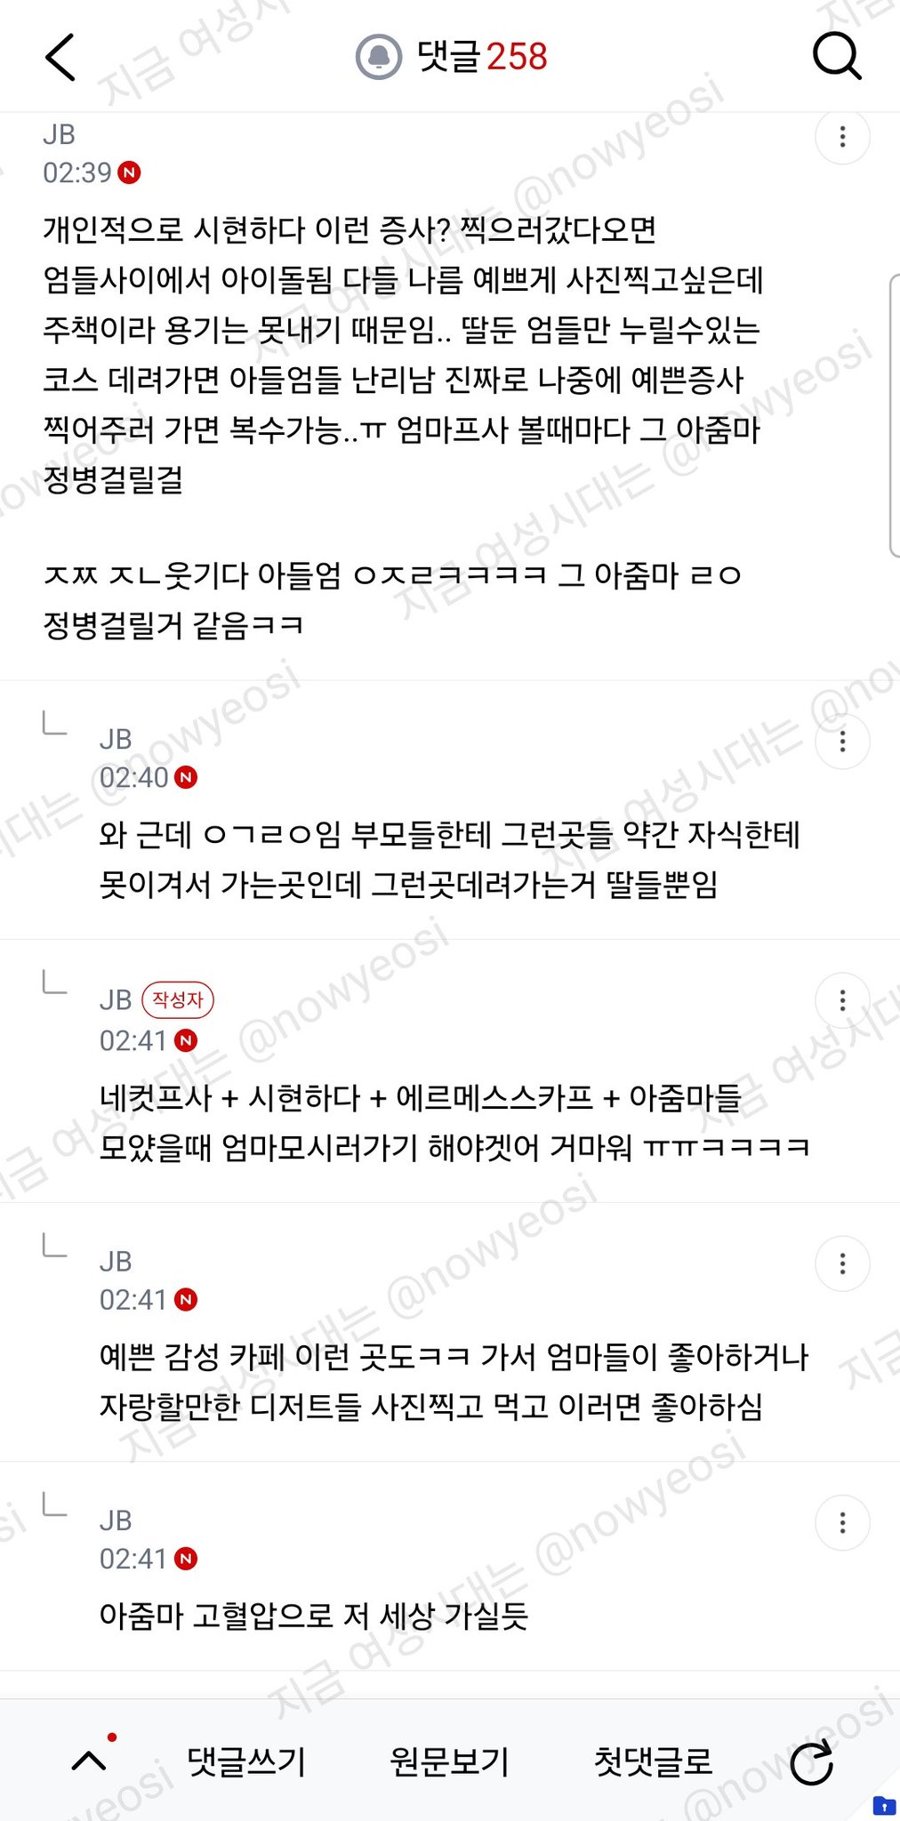 댓글 258
JB
02:39 N
개인적으로 시현하다 이런 증사? 찍으러갔다오면
엄들사이에서 아이돌됨 다들 나름 예쁘게 사진찍고싶은데
주책이라 용기는 못내기 때문임.. 딸둔 엄들만 누릴수있는
코스 데려가면 아들엄들 난리남 진짜로 나중에 예쁜증사
찍어주러 가면 복수가능..ㅠ 엄마프사 볼때마다 그 아줌마
정병걸릴걸
ㅈㅉ ㅈㄴ웃기다 아들엄 ㅇㅈㄹㅋㅋㅋㅋ 그 아줌마 ㄹㅇ
정병걸릴거 같음ㅋㅋ
JB
02:40 N
와 근데 ㅇㄱㄹㅇ임 부모들한테 그런곳들 약간 자식한테
못이겨서 가는곳인데 그런곳데려가는거 딸들뿐임
JB 작성자
02:41 N
네컷프사 + 시현하다 + 에르메스스카프 + 아줌마들
모얐을때 엄마모시러가기 해야겟어 거마워 ㅠㅠㅋㅋㅋㅋ
JB
02:41 N
예쁜 감성 카페 이런 곳도ㅋㅋ 가서 엄마들이 좋아하거나
자랑할만한 디저트들 사진찍고 먹고 이러면 좋아하심
JB
02:41 N
아줌마 고혈압으로 저 세상 가실듯
댓글쓰기 원문보기 첫댓글로
지금 여성시대는 @nowyeosi